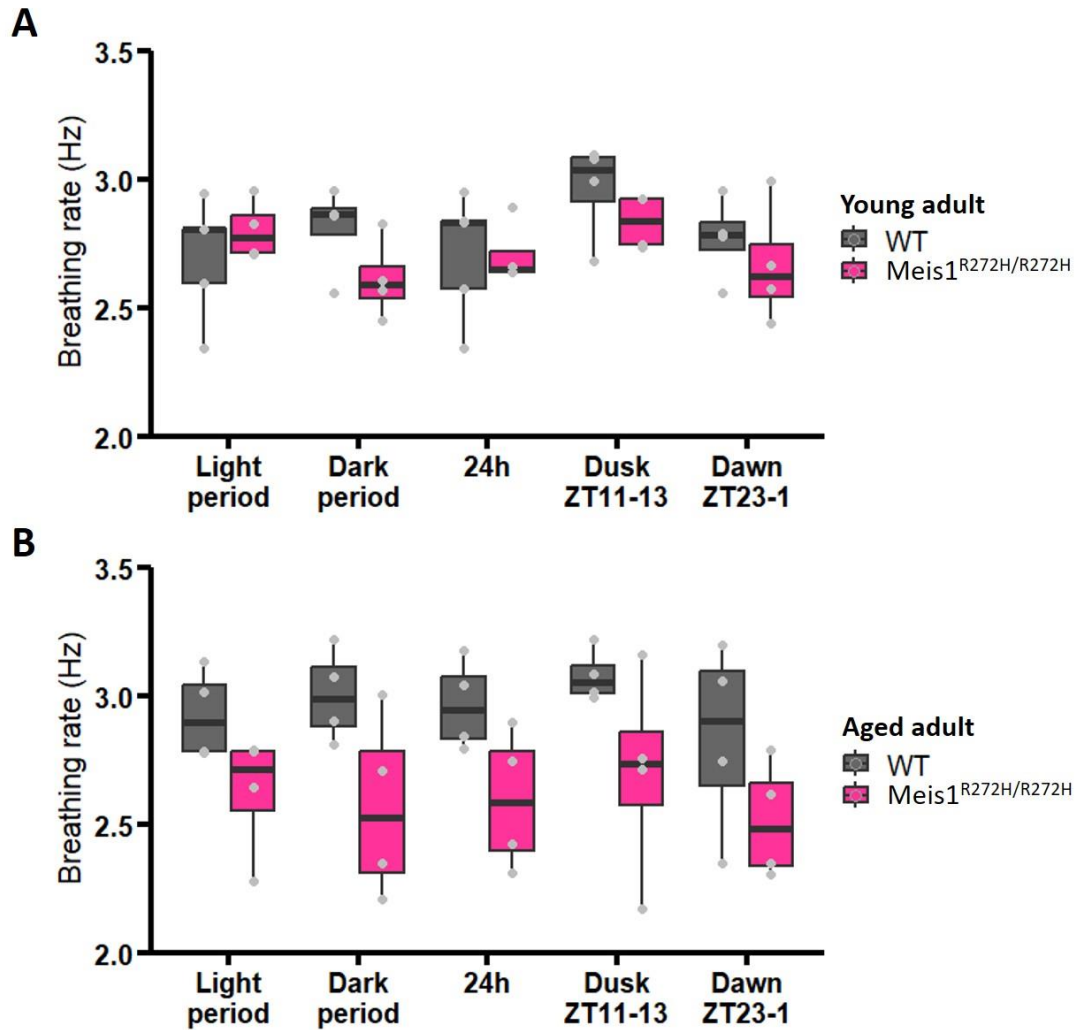 A
Breathing rate (Hz)
3.5
3.0
2.5
2.0
Light
period
Dark
period
24h
Dusk
ZT11-13
Dawn
ZT23-1
Young adult
WT
Meis1R272H/R272H
B
Breathing rate (Hz)
3.5
3.0
2.5
2.0
Light
period
Dark
period
24h
Dusk
ZT11-13
Dawn
ZT23-1
Aged adult
WT
Meis1R272H/R272H